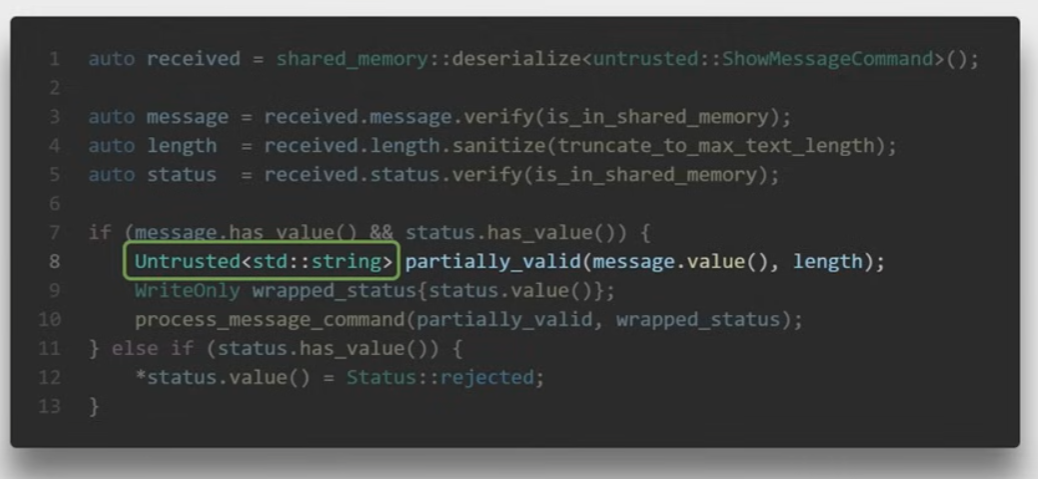 1 auto received = shared_memory::deserialize<untrusted::ShowMessageCommand>();
2
3 auto message = received.message.verify(is_in_shared_memory);
4 auto length  = received.length.sanitize(truncate_to_max_text_length);
5 auto status  = received.status.verify(is_in_shared_memory);
6
7 if (message.has_value() && status.has_value()) {
8     Untrusted<std::string> partially_valid(message.value(), length);
9     WriteOnly wrapped_status{status.value()};
10     process_message_command(partially_valid, wrapped_status);
11 } else if (status.has_value()) {
12     *status.value() = Status::rejected;
13 }